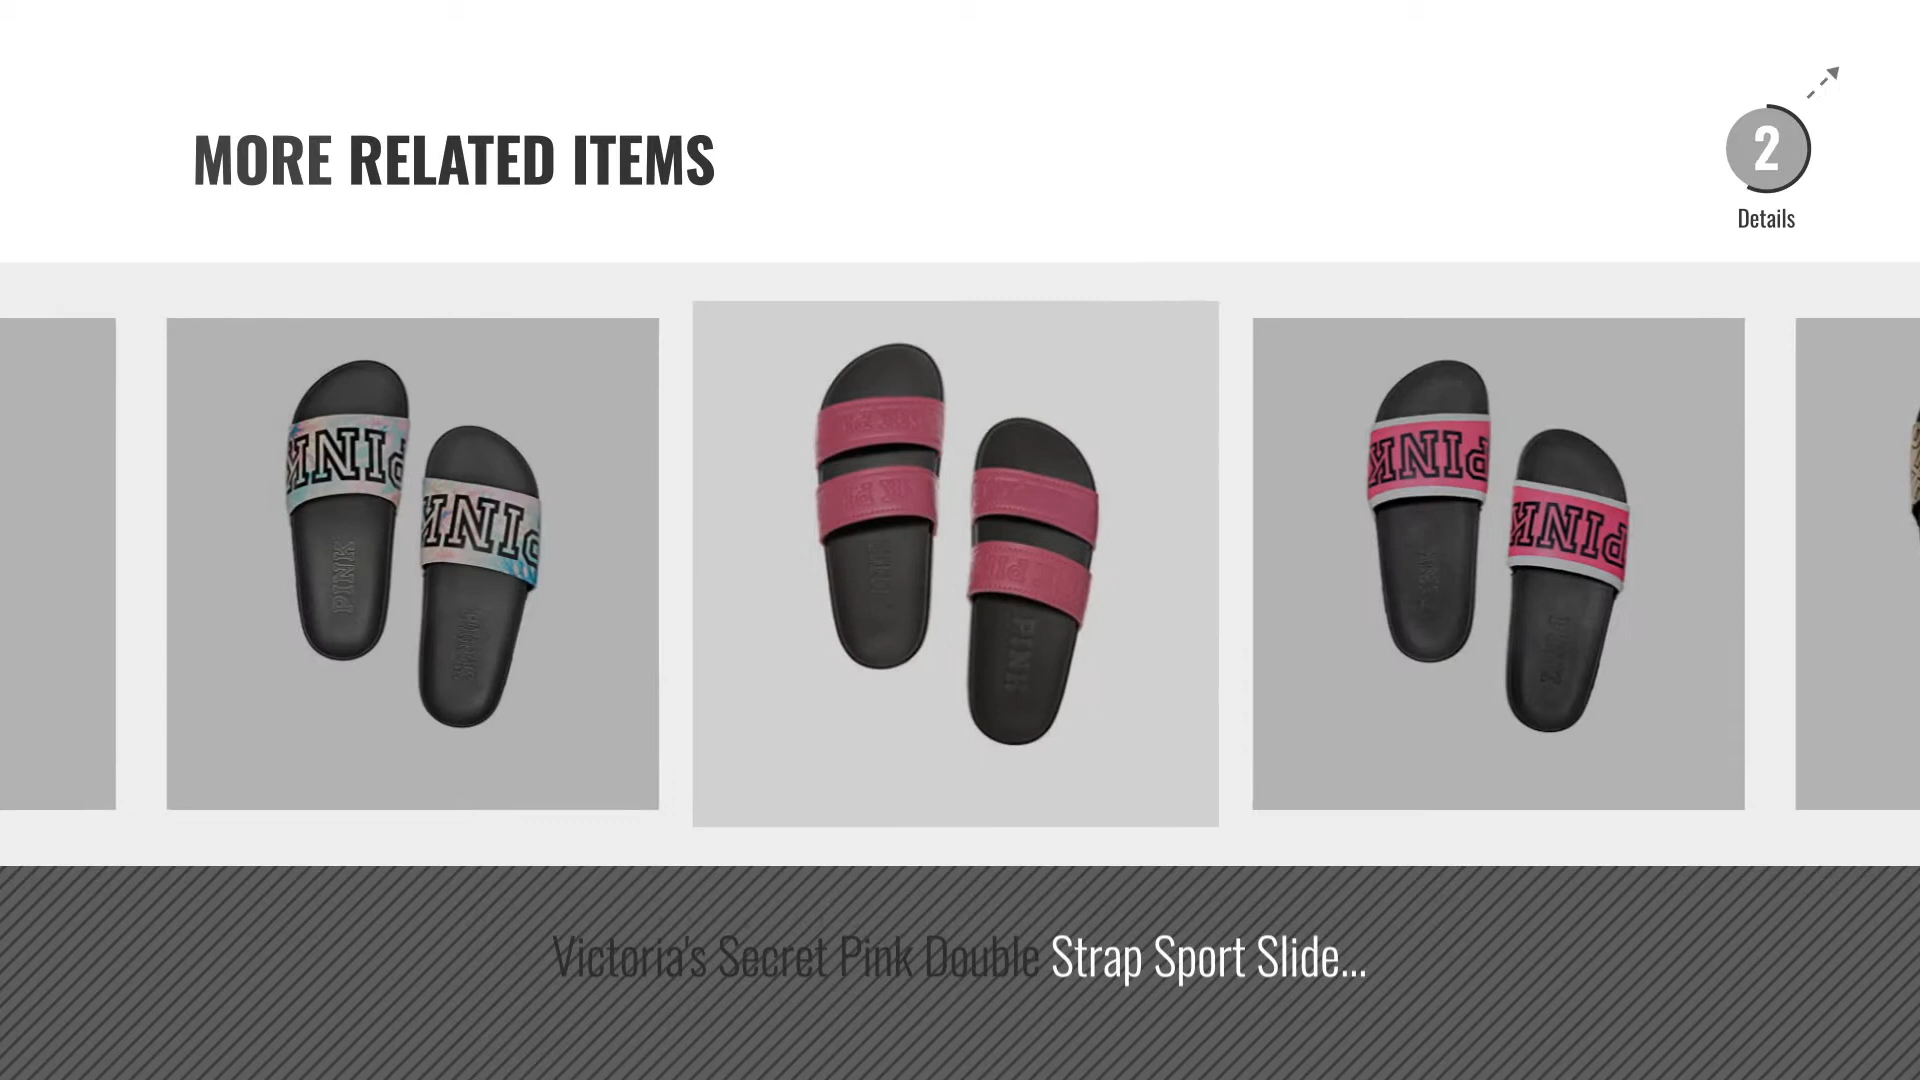 MORE RELATED ITEMS
2
Details
PINK
PINK
PINK
PINK
PINK
PINK
Victoria's Secret Pink Double Strap Sport Slide...